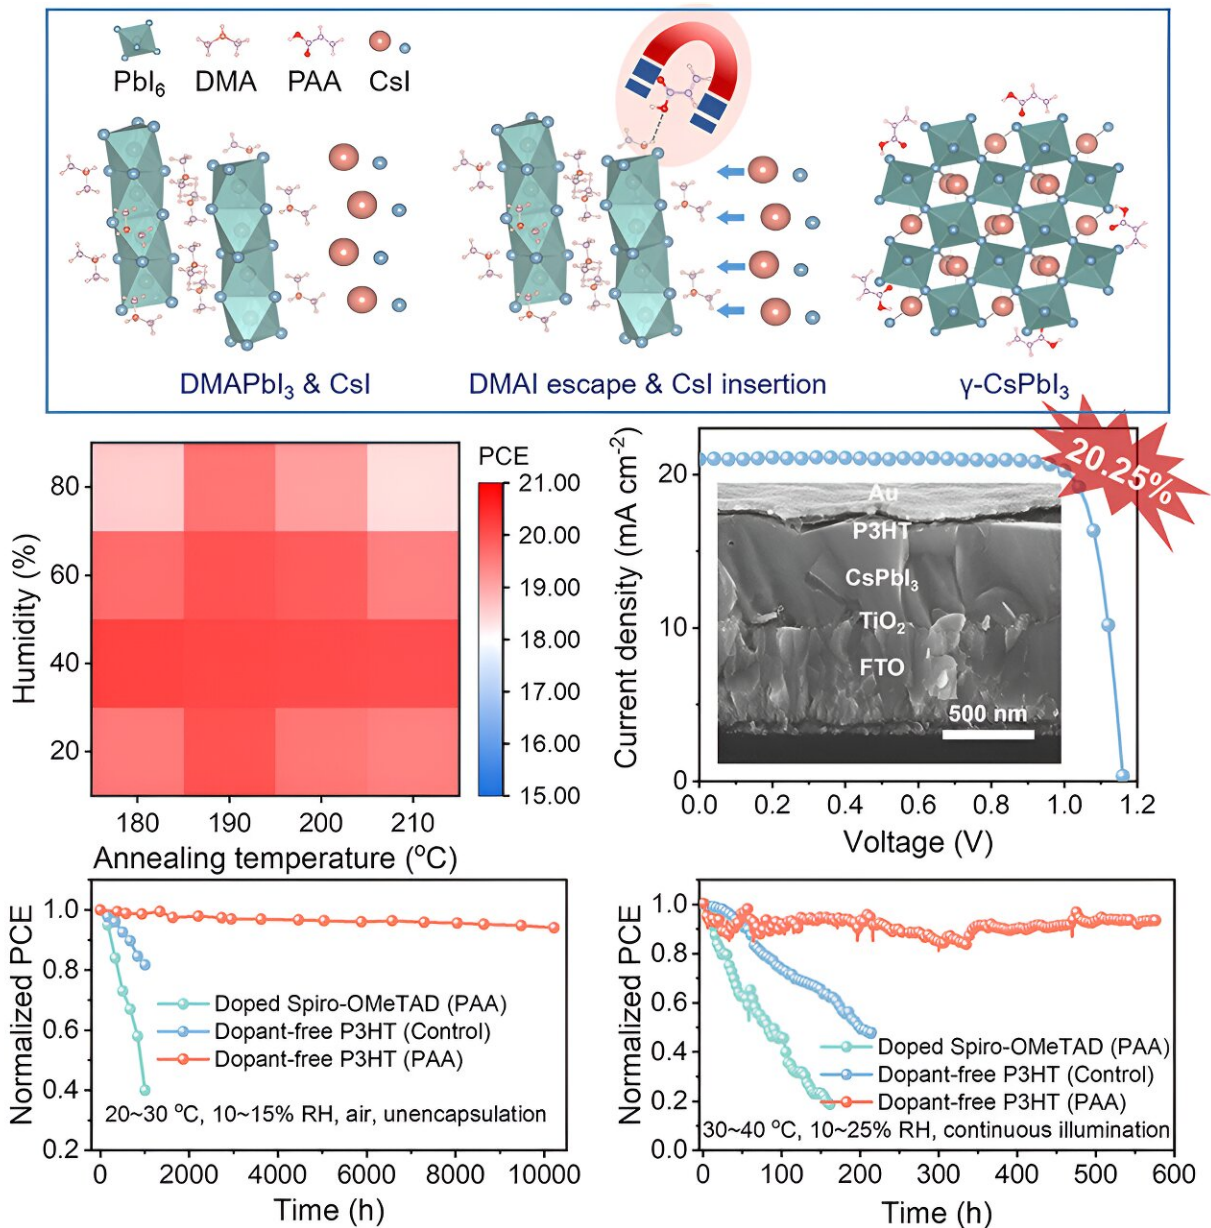 PbI₆ DMA PAA CsI
DMAPbI₃ & CsI
DMAI escape & CsI insertion
γ-CsPbI₃
PCE
21.00
20.00
19.00
18.00
17.00
16.00
15.00
Humidity (%)
80
60
40
20
180 190 200 210
Annealing temperature (ºC)
20.25%
Current density (mA cm⁻²)
20
10
0
Au
P3HT
CsPbI₃
TiO₂
FTO
500 nm
0.0 0.2 0.4 0.6 0.8 1.0 1.2
Voltage (V)
Normalized PCE
1.0
0.8
0.6
0.4
0.2
Doped Spiro-OMeTAD (PAA)
Dopant-free P3HT (Control)
Dopant-free P3HT (PAA)
20~30 ºC, 10~15% RH, air, unencapsulation
0 2000 4000 6000 8000 10000
Time (h)
Normalized PCE
1.0
0.8
0.6
0.4
0.2
0.0
Doped Spiro-OMeTAD (PAA)
Dopant-free P3HT (Control)
Dopant-free P3HT (PAA)
30~40 ºC, 10~25% RH, continuous illumination
0 100 200 300 400 500 600
Time (h)